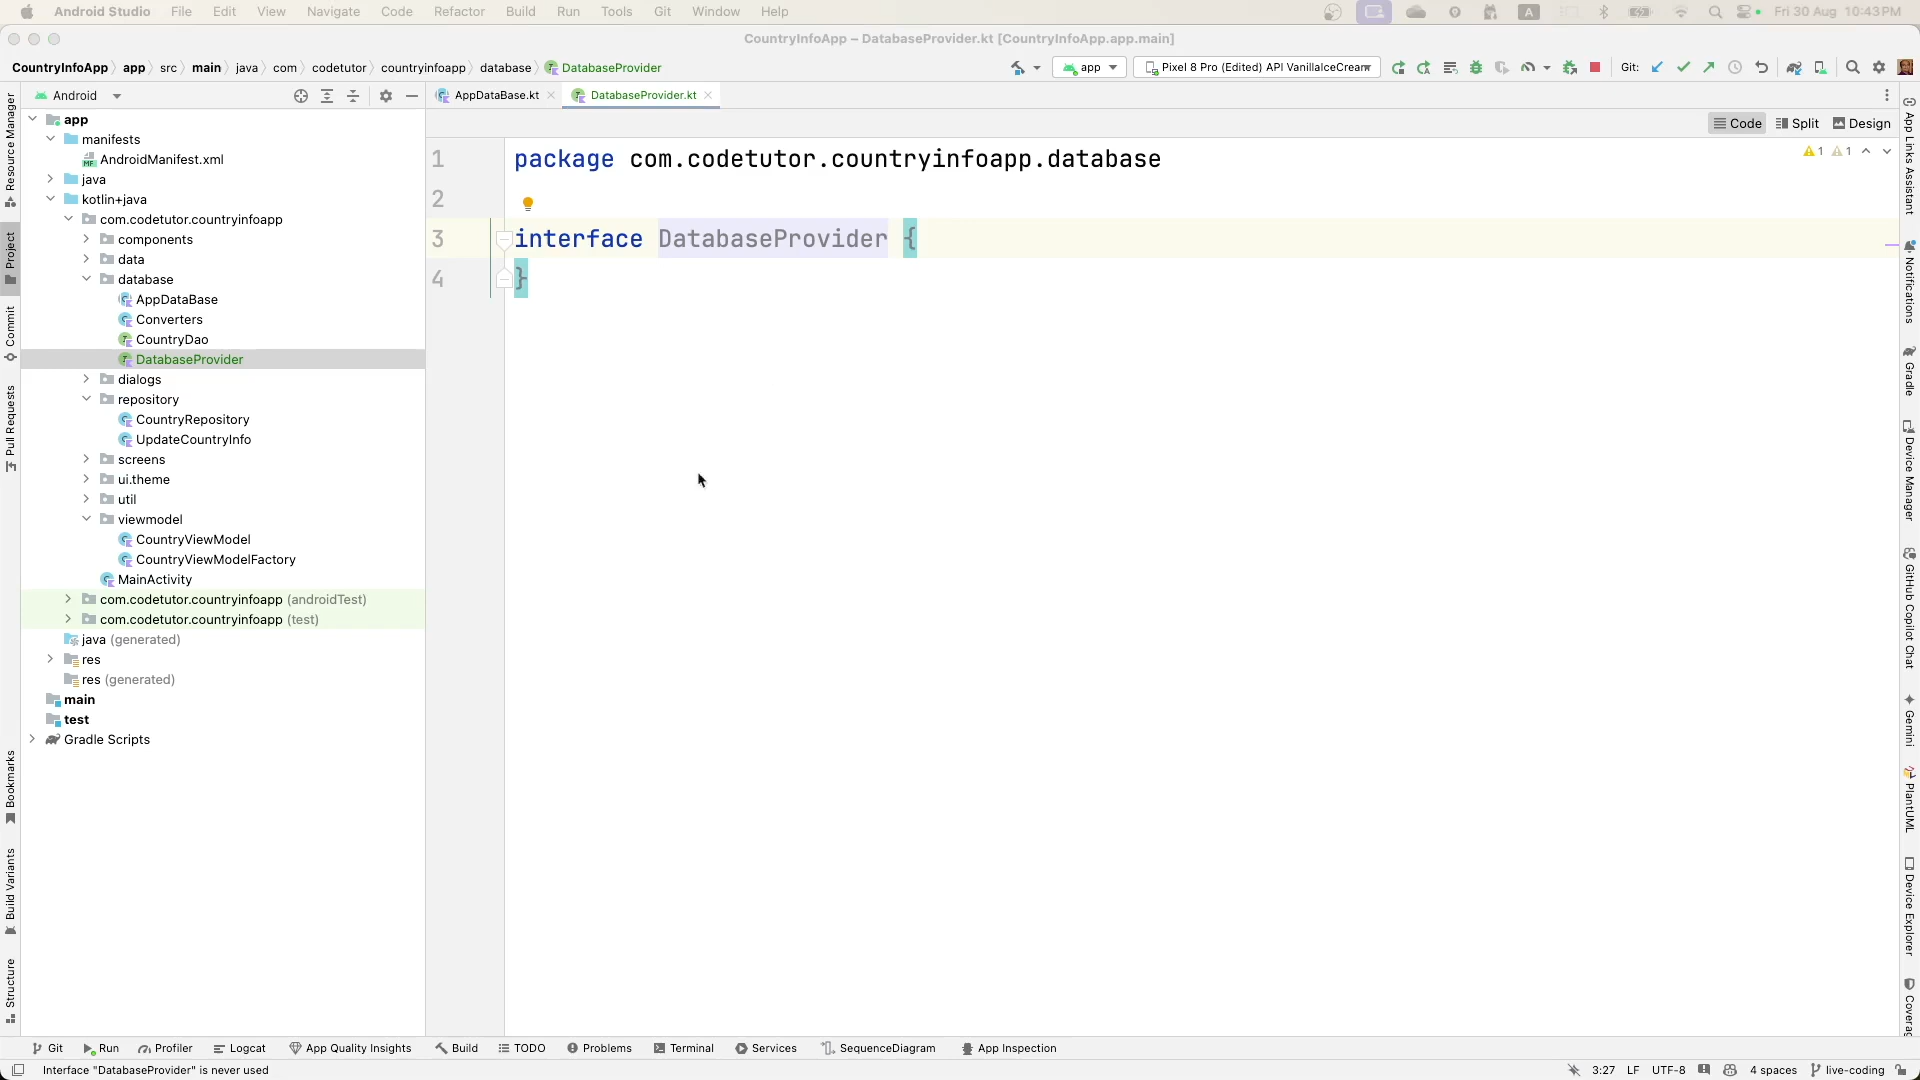 Android Studio File Edit View Navigate Code Refactor Build Run Tools Git Window Help A Fri 30 Aug 10:43 PM
CountryInfoApp – DatabaseProvider.kt [CountryInfoApp.app.main]
CountryInfoApp app src main java com codetutor countryinfoapp database DatabaseProvider app Pixel 8 Pro (Edited) API VanillaIceCream Git:
Android AppDataBase.kt DatabaseProvider.kt
Code Split Design
1 1
app
manifests
AndroidManifest.xml
java
kotlin+java
com.codetutor.countryinfoapp
components
data
database
AppDataBase
Converters
CountryDao
DatabaseProvider
dialogs
repository
CountryRepository
UpdateCountryInfo
screens
ui.theme
util
viewmodel
CountryViewModel
CountryViewModelFactory
MainActivity
com.codetutor.countryinfoapp (androidTest)
com.codetutor.countryinfoapp (test)
java (generated)
res
res (generated)
main
test
Gradle Scripts
1 package com.codetutor.countryinfoapp.database
2
3 interface DatabaseProvider {
4 }
Resource Manager
Project
Commit
Pull Requests
Bookmarks
Build Variants
Structure
App Links Assistant
Notifications
Gradle
Device Manager
GitHub Copilot Chat
Gemini
PlantUML
Device Explorer
Coverag
Git Run Profiler Logcat App Quality Insights Build TODO Problems Terminal Services SequenceDiagram App Inspection
Interface "DatabaseProvider" is never used 3:27 LF UTF-8 4 spaces live-coding